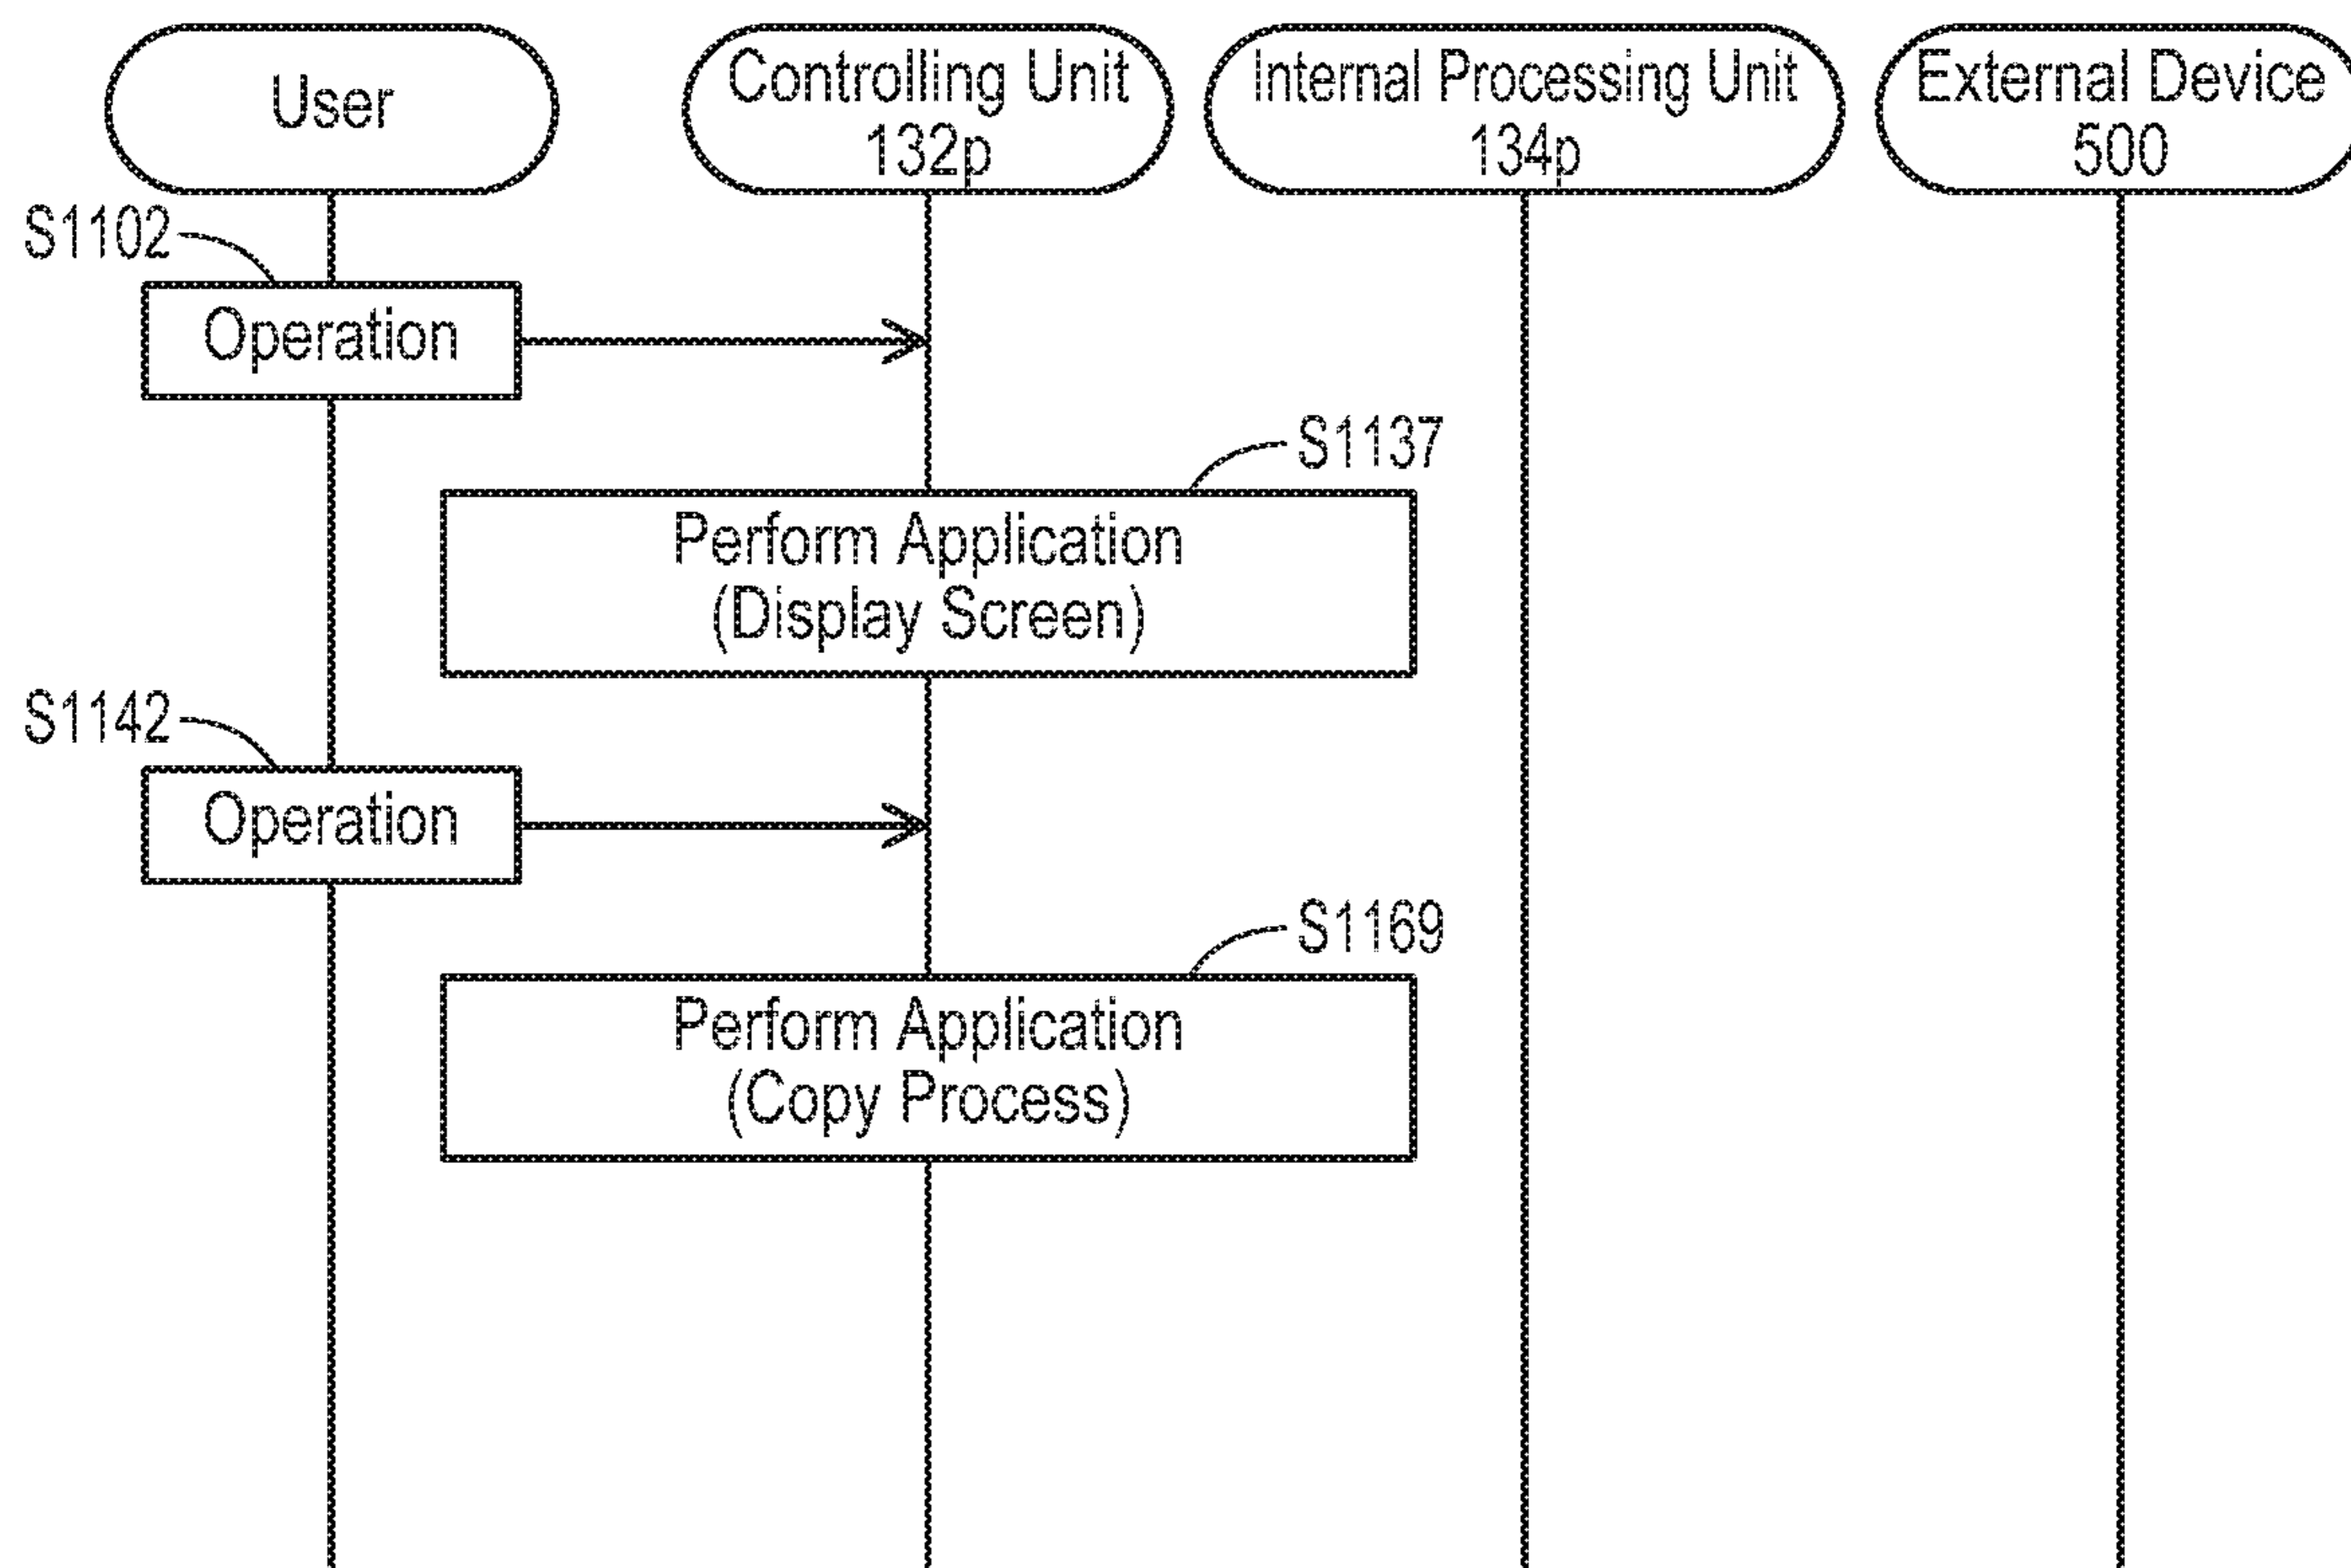 User
Controlling Unit
132p
Internal Processing Unit
134p
External Device
500
S1102
Operation
S1137
Perform Application
(Display Screen)
S1142
Operation
S1169
Perform Application
(Copy Process)